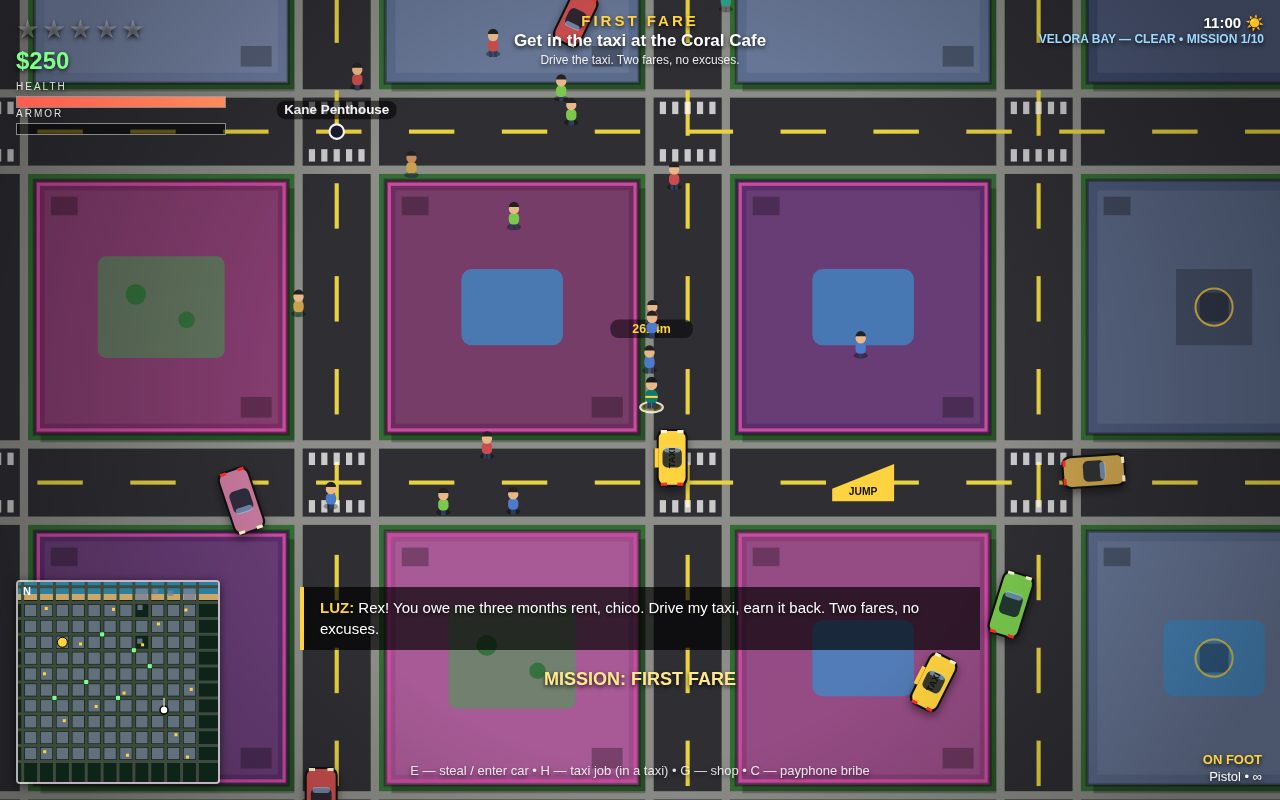 FIRST FARE
Get in the taxi at the Coral Cafe
Drive the taxi. Two fares, no excuses.
11:00
VELORA BAY — CLEAR • MISSION 1/10
$250
HEALTH
ARMOR
Kane Penthouse
JUMP
N
LUZ: Rex! You owe me three months rent, chico. Drive my taxi, earn it back. Two fares, no
excuses.
MISSION: FIRST FARE
E — steal / enter car • H — taxi job (in a taxi) • G — shop • C — payphone bribe
ON FOOT
Pistol • ∞